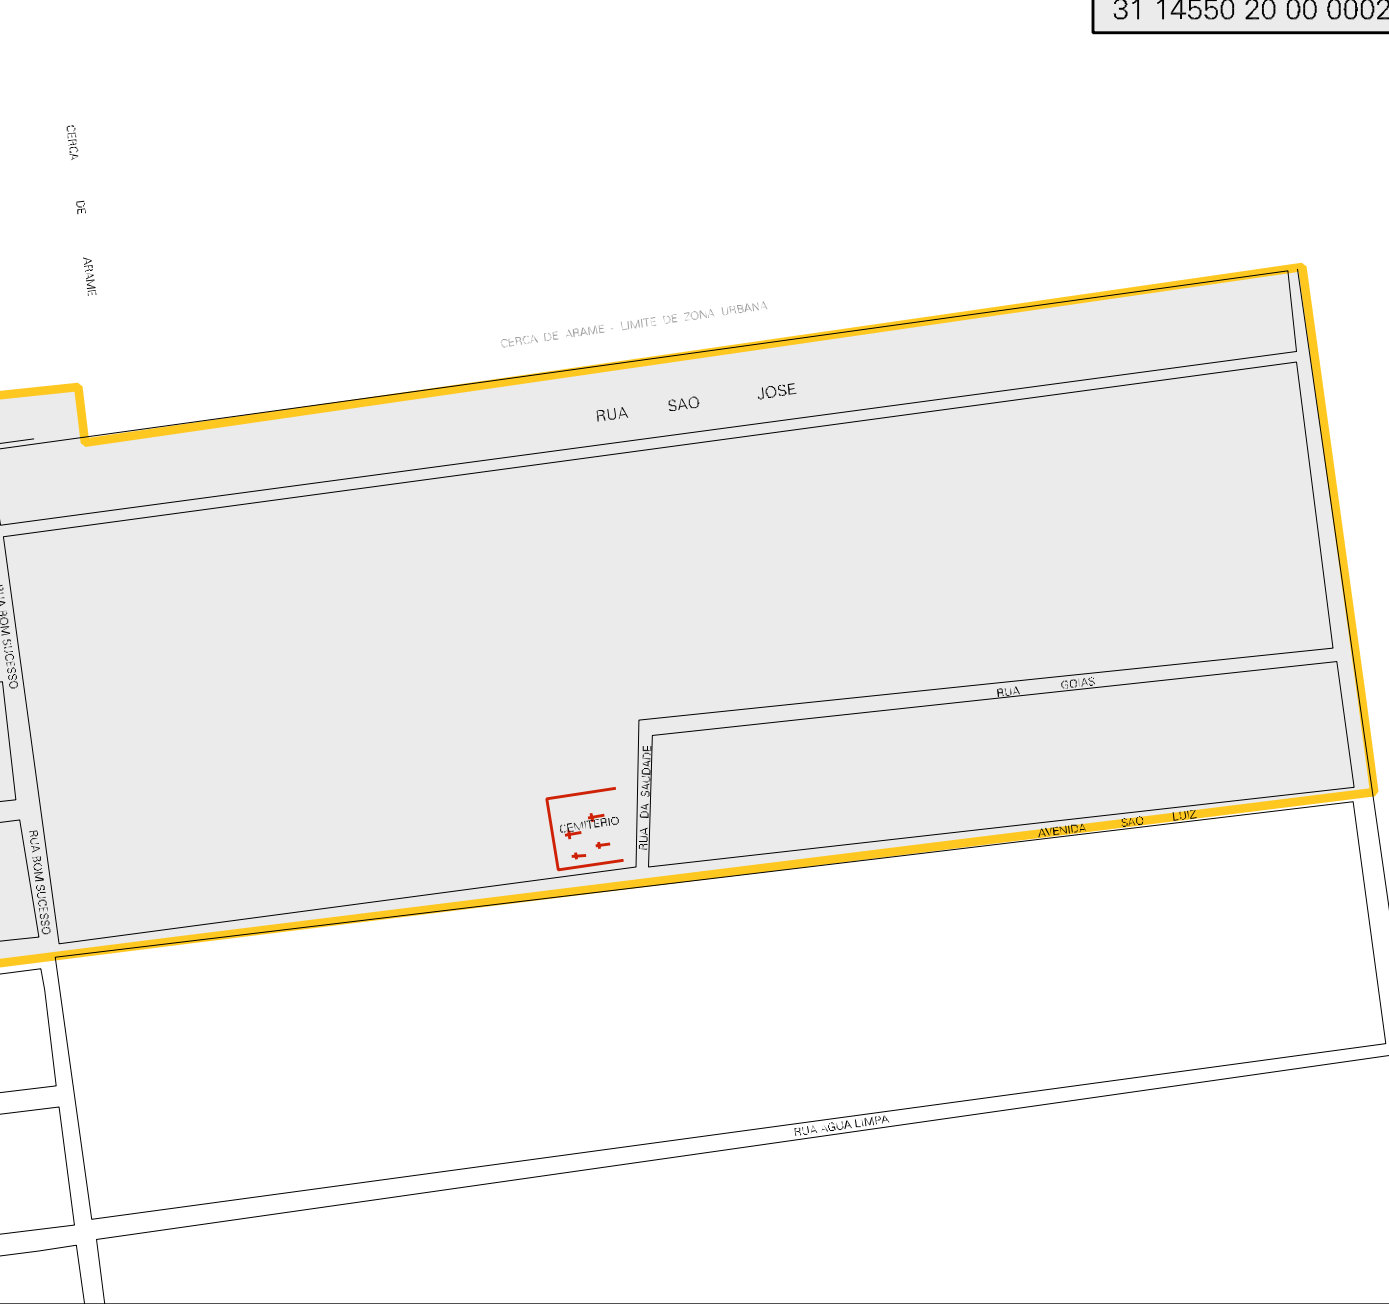 31 14550 20 00 0002
CERCA DE ARAME
CERCA DE ARAME - LIMITE DE ZONA URBANA
RUA SAO JOSE
RUA BOM SUCESSO
RUA GOIAS
RUA DA SAUDADE
CEMITERIO
AVENIDA SAO LUIZ
RUA BOM SUCESSO
RUA AGUA LIMPA